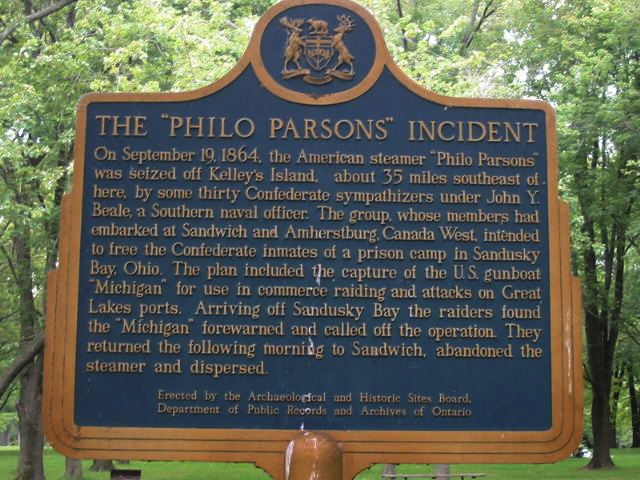 THE "PHILO PARSONS" INCIDENT
On September 19, 1864, the American steamer "Philo Parsons"
was seized off Kelley's Island, about 35 miles southeast of
here, by some thirty Confederate sympathizers under John Y.
Beale, a Southern naval officer. The group, whose members had
embarked at Sandwich and Amherstburg, Canada West, intended
to free the Confederate inmates of a prison camp in Sandusky
Bay, Ohio. The plan included the capture of the U.S. gunboat
"Michigan" for use in commerce raiding and attacks on Great
Lakes ports. Arriving off Sandusky Bay the raiders found
the "Michigan" forewarned and called off the operation. They
returned the following morning to Sandwich, abandoned the
steamer and dispersed.
Erected by the Archaeological and Historic Sites Board,
Department of Public Records and Archives of Ontario